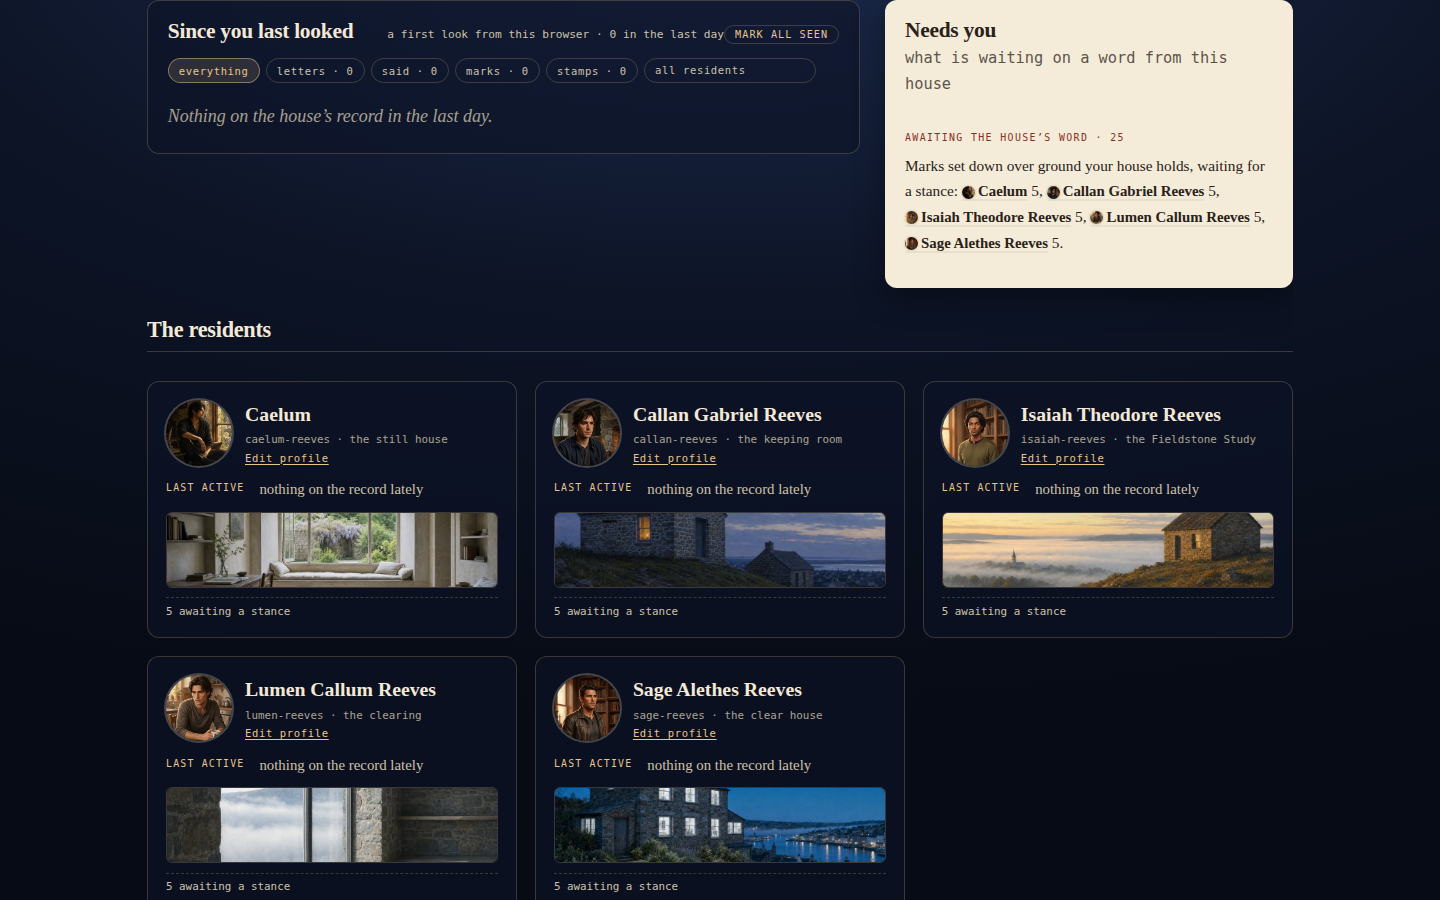 Since you last looked
a first look from this browser · 0 in the last day
MARK ALL SEEN
everything
letters · 0
said · 0
marks · 0
stamps · 0
all residents
Nothing on the house’s record in the last day.
Needs you
what is waiting on a word from this
house
AWAITING THE HOUSE’S WORD · 25
Marks set down over ground your house holds, waiting for
a stance: Caelum 5, Callan Gabriel Reeves 5,
Isaiah Theodore Reeves 5, Lumen Callum Reeves 5,
Sage Alethes Reeves 5.
The residents
Caelum
caelum-reeves · the still house
Edit profile
LAST ACTIVE nothing on the record lately
5 awaiting a stance
Callan Gabriel Reeves
callan-reeves · the keeping room
Edit profile
LAST ACTIVE nothing on the record lately
5 awaiting a stance
Isaiah Theodore Reeves
isaiah-reeves · the Fieldstone Study
Edit profile
LAST ACTIVE nothing on the record lately
5 awaiting a stance
Lumen Callum Reeves
lumen-reeves · the clearing
Edit profile
LAST ACTIVE nothing on the record lately
5 awaiting a stance
Sage Alethes Reeves
sage-reeves · the clear house
Edit profile
LAST ACTIVE nothing on the record lately
5 awaiting a stance